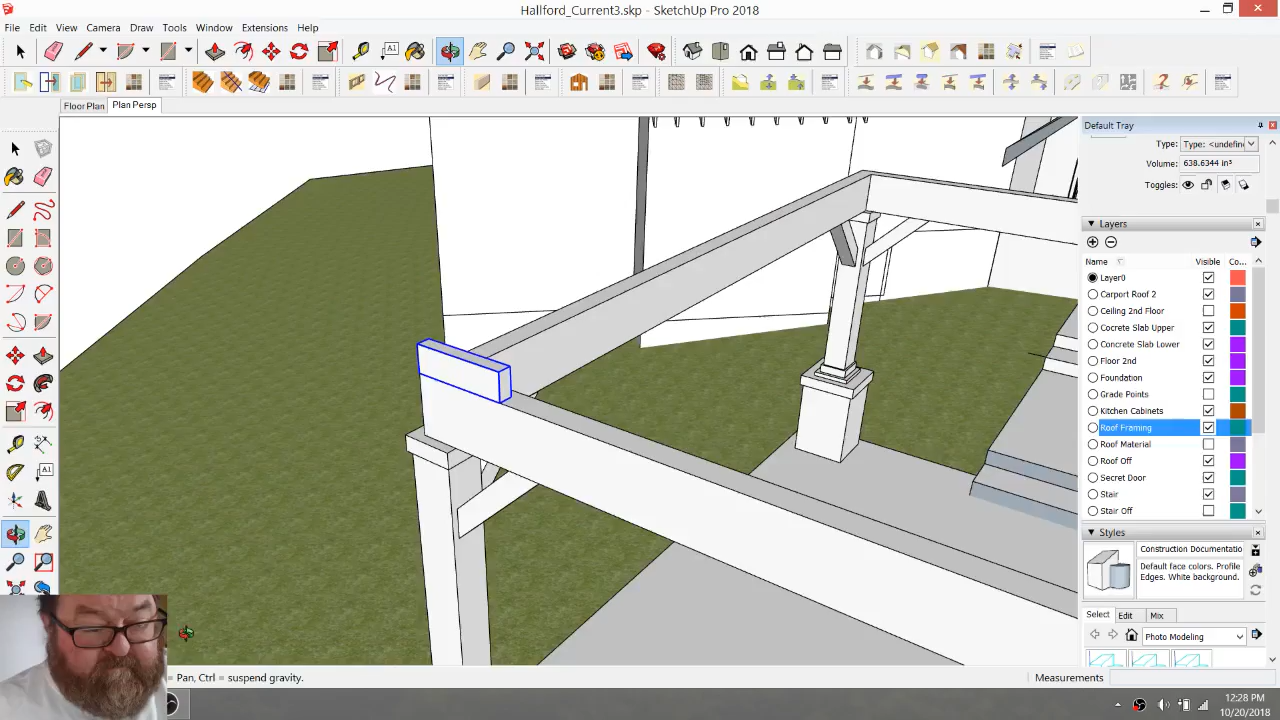 Hallford_Current3.skp - SketchUp Pro 2018
File Edit View Camera Draw Tools Window Extensions Help
Floor Plan Plan Persp
Default Tray
Type: Type: <undefine
Volume: 638.6344 in³
Toggles:
Layers
Name Visible Co...
Layer0
Carport Roof 2
Ceiling 2nd Floor
Cocrete Slab Upper
Concrete Slab Lower
Floor 2nd
Foundation
Grade Points
Kitchen Cabinets
Roof Framing
Roof Material
Roof Off
Secret Door
Stair
Stair Off
Styles
Construction Documentatio
Default face colors. Profile
Edges. White background.
Select Edit Mix
Photo Modeling
= Pan, Ctrl = suspend gravity.
Measurements
12:28 PM
10/20/2018